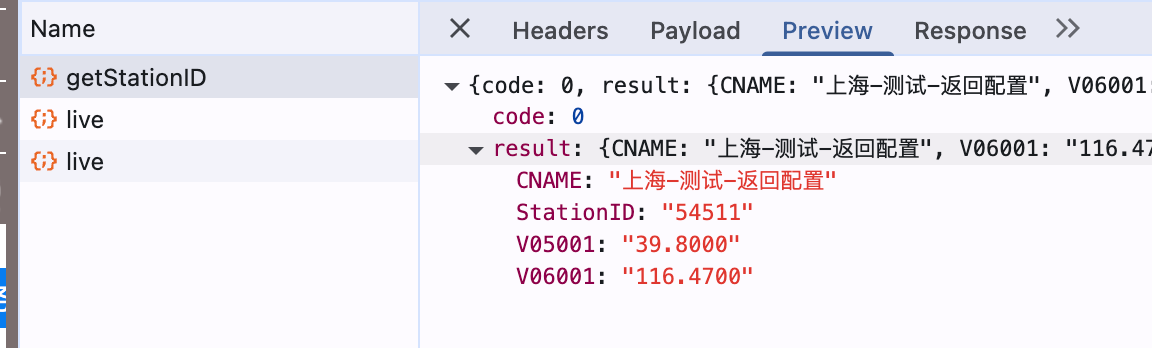 Name
getStationID
live
live
Headers Payload Preview Response
{code: 0, result: {CNAME: "上海-测试-返回配置", V06001:
code: 0
result: {CNAME: "上海-测试-返回配置", V06001: "116.47
CNAME: "上海-测试-返回配置"
StationID: "54511"
V05001: "39.8000"
V06001: "116.4700"